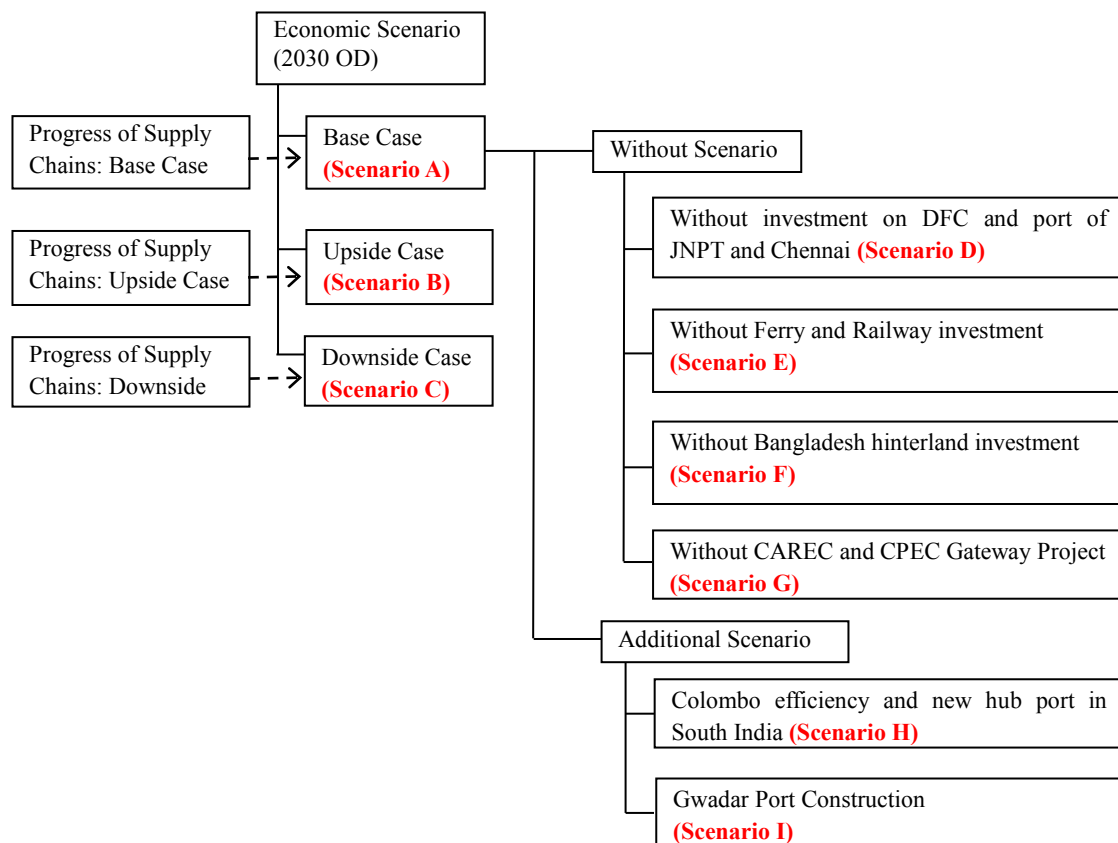 Economic Scenario
(2030 OD)
Progress of Supply
Chains: Base Case
Base Case
(Scenario A)
Progress of Supply
Chains: Upside Case
Upside Case
(Scenario B)
Progress of Supply
Chains: Downside
Downside Case
(Scenario C)
Without Scenario
Without investment on DFC and port of
JNPT and Chennai (Scenario D)
Without Ferry and Railway investment
(Scenario E)
Without Bangladesh hinterland investment
(Scenario F)
Without CAREC and CPEC Gateway Project
(Scenario G)
Additional Scenario
Colombo efficiency and new hub port in
South India (Scenario H)
Gwadar Port Construction
(Scenario I)